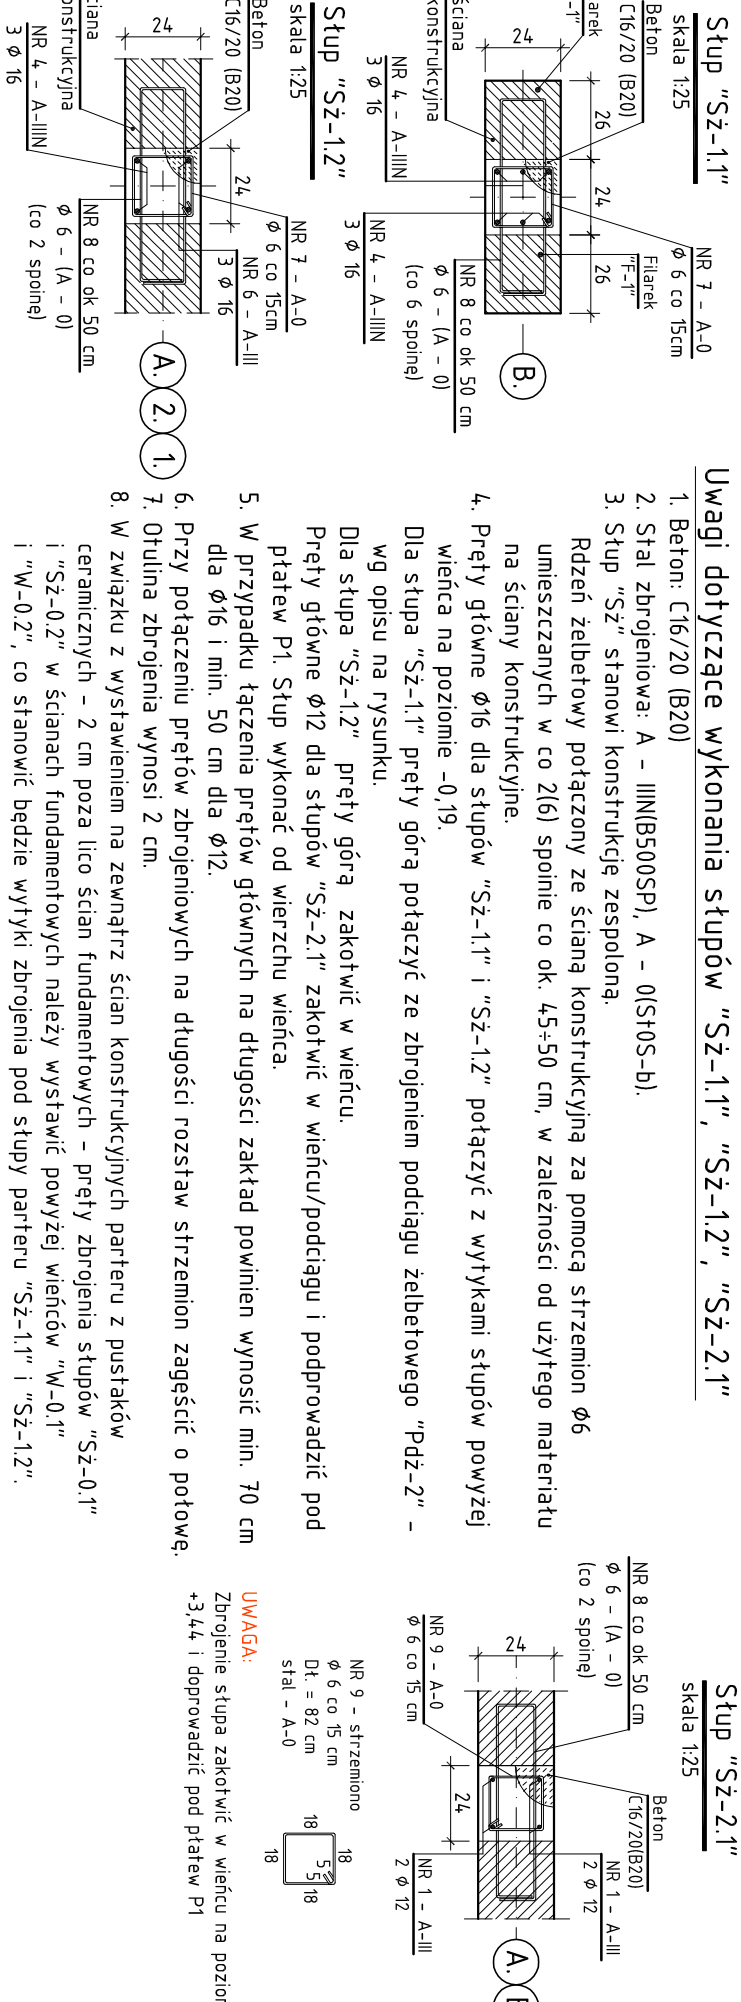 Słup "Sż-1.1"
skala 1:25
Beton
C16/20 (B20)
24
26
24
26
Filarek
"F-1"
NR 7 - A-0
Φ 6 co 15cm
B.
NR 4 - A-IIIN
3 Φ 16
NR 4 - A-IIIN
3 Φ 16
NR 8 co ok 50 cm
Φ 6 - (A - 0)
(co 6 spoinę)
konstrukcyjna
Słup "Sż-1.2"
skala 1:25
Beton
C16/20 (B20)
24
24
NR 7 - A-0
Φ 6 co 15cm
NR 6 - A-III
3 Φ 16
A.
2.
1.
NR 4 - A-IIIN
3 Φ 16
NR 8 co ok 50 cm
Φ 6 - (A - 0)
(co 2 spoinę)
Uwagi dotyczące wykonania słupów "Sż-1.1", "Sż-1.2", "Sż-2.1"
1. Beton: C16/20 (B20)
2. Stal zbrojeniowa: A - IIIN(B500SP), A - 0(St0S-b).
3. Słup "Sż" stanowi konstrukcję zespoloną.
Rdzeń żelbetowy połączony ze ścianą konstrukcyjną za pomocą strzemion Φ6
umieszczanych w co 2(6) spoinie co ok. 45÷50 cm, w zależności od użytego materiału
na ściany konstrukcyjne.
4. Pręty główne Φ16 dla słupów "Sż-1.1" i "Sż-1.2" połączyć z wytykami słupów powyżej
wieńca na poziomie -0,19.
Dla słupa "Sż-1.1" pręty górą połączyć ze zbrojeniem podciągu żelbetowego "Pdż-2" -
wg opisu na rysunku.
Dla słupa "Sż-1.2" pręty górą zakotwić w wieńcu.
Pręty główne Φ12 dla słupów "Sż-2.1" zakotwić w wieńcu/podciągu i podprowadzić pod
płatew P1. Słup wykonać od wierzchu wieńca.
5. W przypadku łączenia prętów głównych na długości zakład powinien wynosić min. 70 cm
dla Φ16 i min. 50 cm dla Φ12.
6. Przy połączeniu prętów zbrojeniowych na długości rozstaw strzemion zagęścić o połowę.
7. Otulina zbrojenia wynosi 2 cm.
8. W związku z wystawieniem na zewnątrz ścian konstrukcyjnych parteru z pustaków
ceramicznych - 2 cm poza lico ścian fundamentowych - pręty zbrojenia słupów "Sż-0.1"
i "Sż-0.2" w ścianach fundamentowych należy wystawić powyżej wieńców "W-0.1"
i "W-0.2", co stanowić będzie wytyki zbrojenia pod słupy parteru "Sż-1.1" i "Sż-1.2".
Słup "Sż-2.1"
skala 1:25
NR 8 co ok 50 cm
Φ 6 - (A - 0)
(co 2 spoinę)
Beton
C16/20(B20)
24
24
NR 1 - A-III
2 Φ 12
A.
NR 9 - A-0
Φ 6 co 15 cm
NR 1 - A-III
2 Φ 12
NR 9 - strzemiono
Φ 6 co 15 cm
Dł. = 82 cm
stal - A-0
18
18
5
5
18
18
UWAGA:
Zbrojenie słupa zakotwić w wieńcu na
+3,44 i doprowadzić pod płatew P1